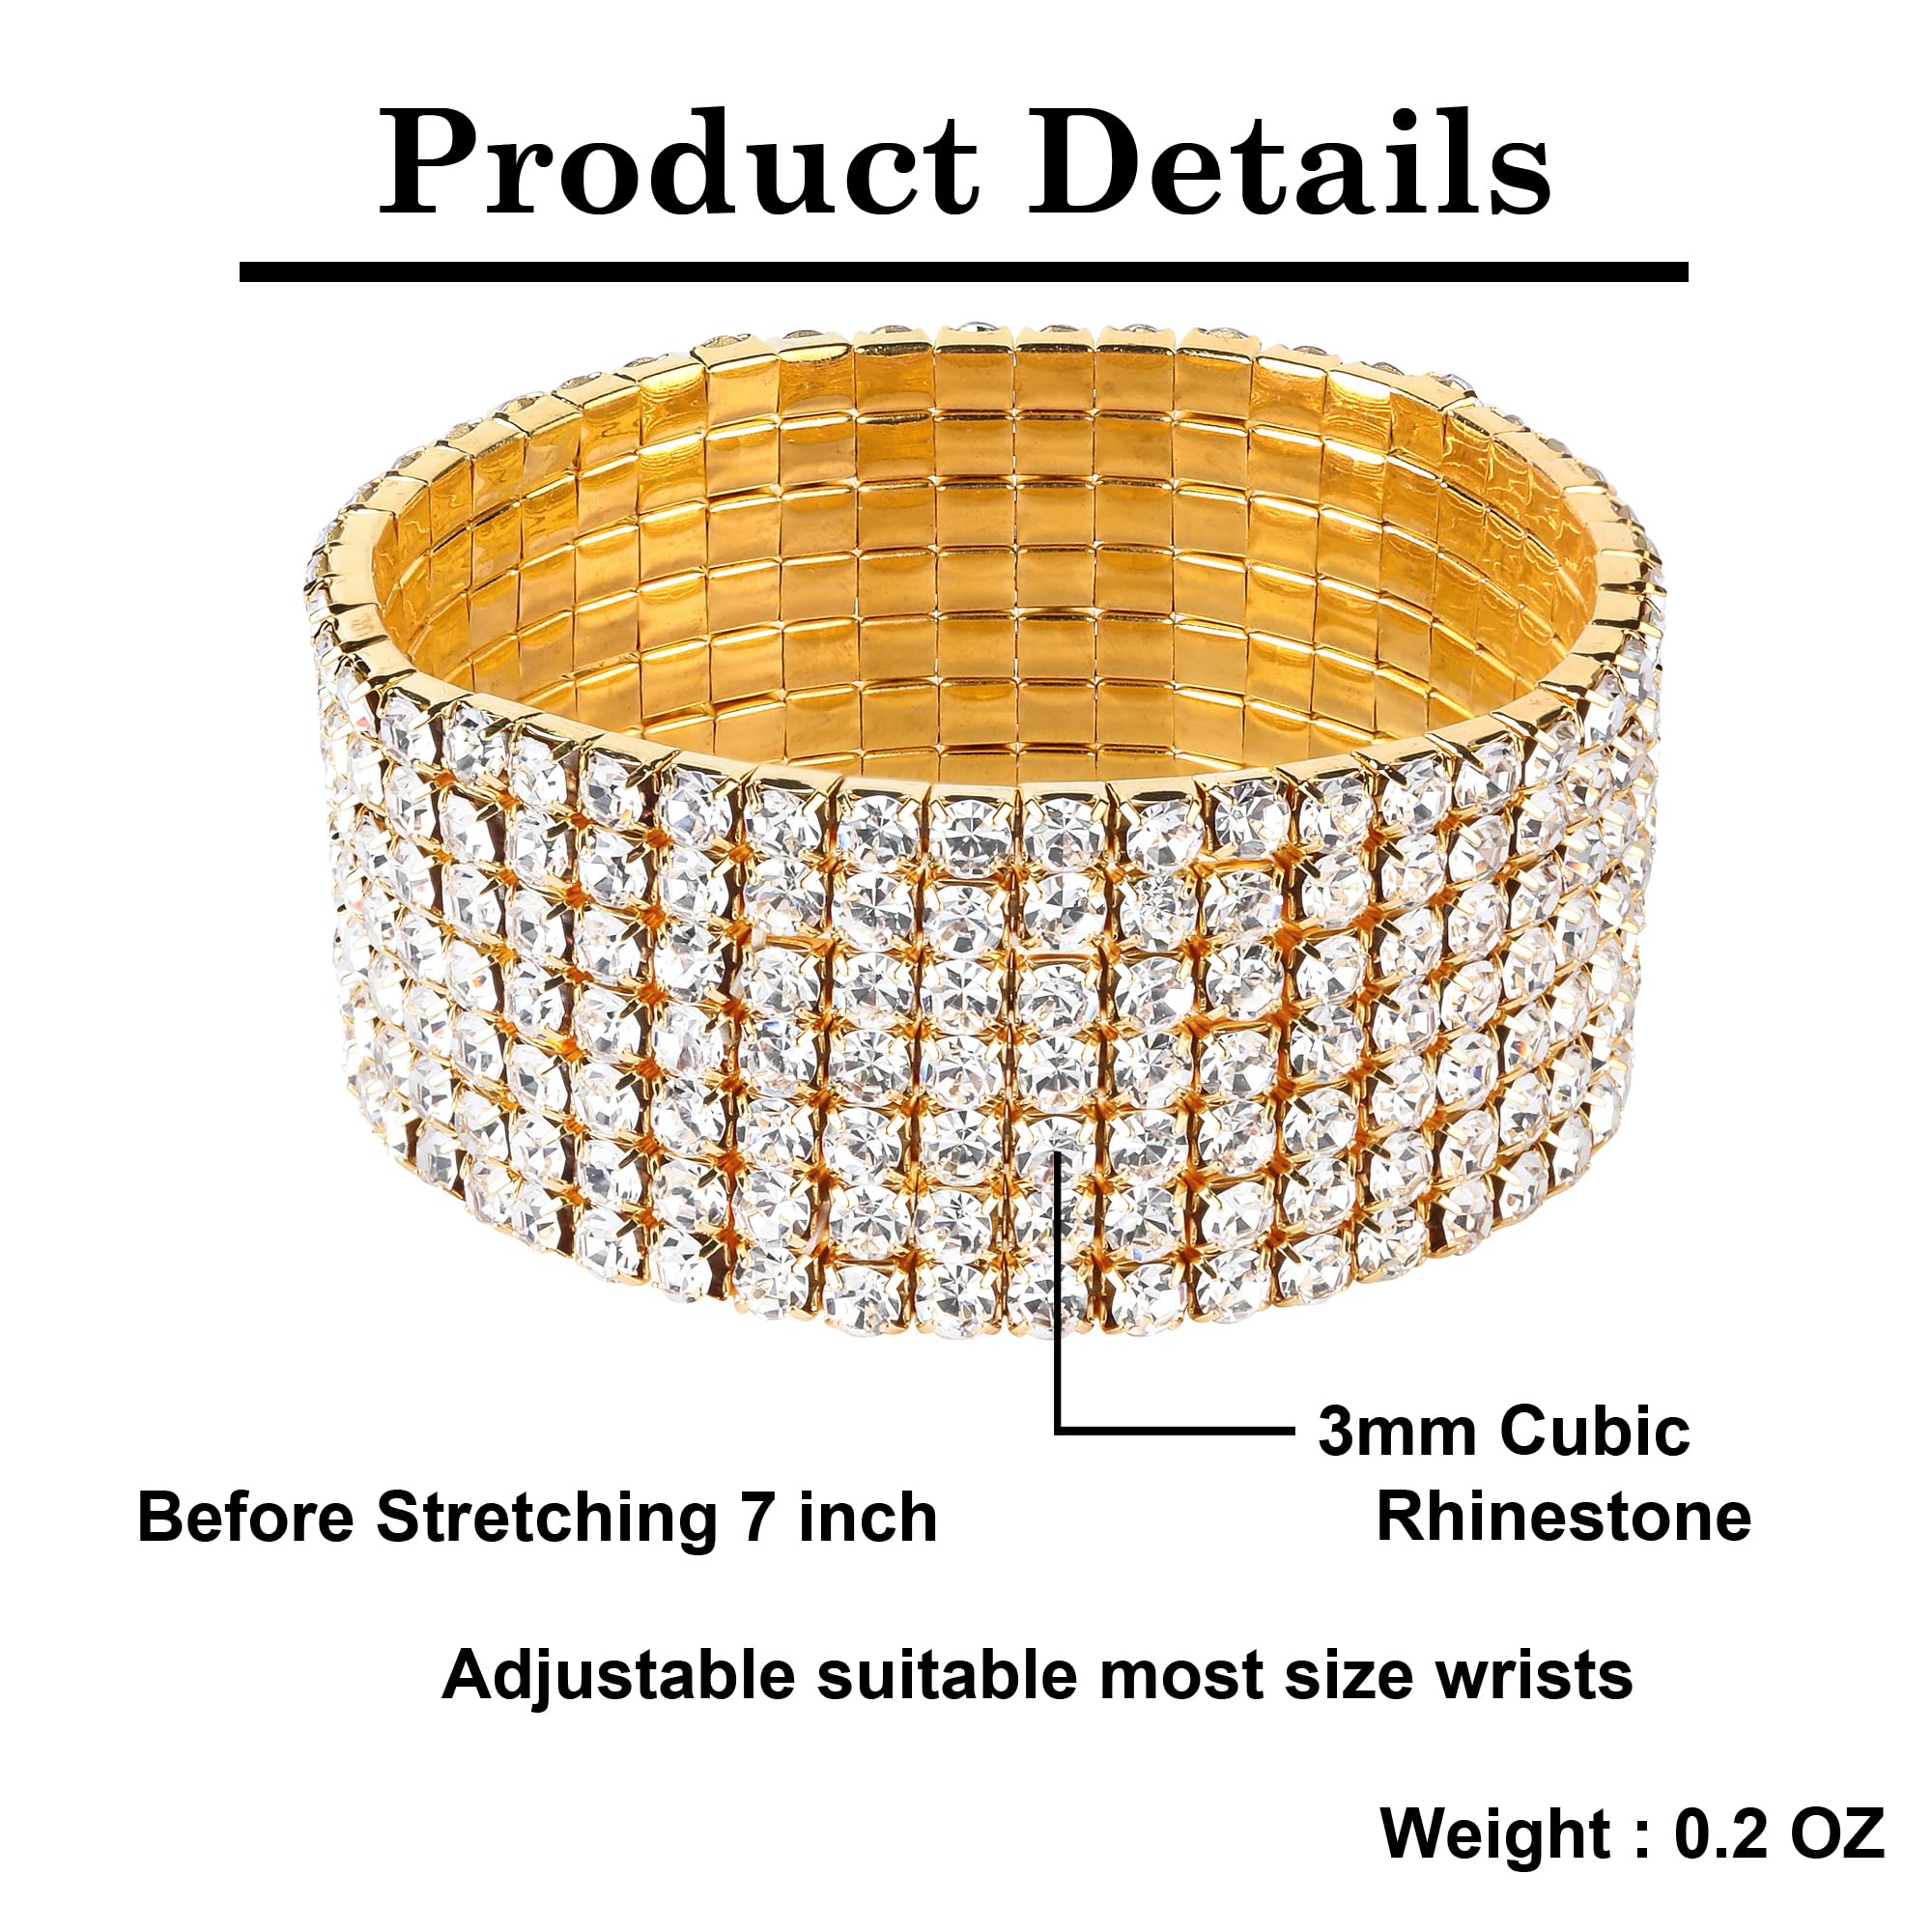 Product Details
3mm Cubic
Rhinestone
Before Stretching 7 inch
Adjustable suitable most size wrists
Weight : 0.2 OZ